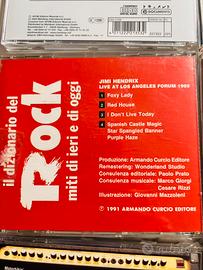 il dizionario del
Rock
miti di ieri e di oggi
JIMI HENDRIX
LIVE AT LOS ANGELES FORUM 1969
1 Foxy Lady
2 Red House
3 I Don't Live Today
4 Spanish Castle Magic
Star Spangled Banner
Purple Haze
Produzione: Armando Curcio Editore
Remastering: Wonderland Studio
Consulenza editoriale: Paolo Prato
Consulenza musicale: Marco Giorgi
Cesare Rizzi
Illustrazione: Giovanni Mazzoleni
© 1991 ARMANDO CURCIO EDITORE